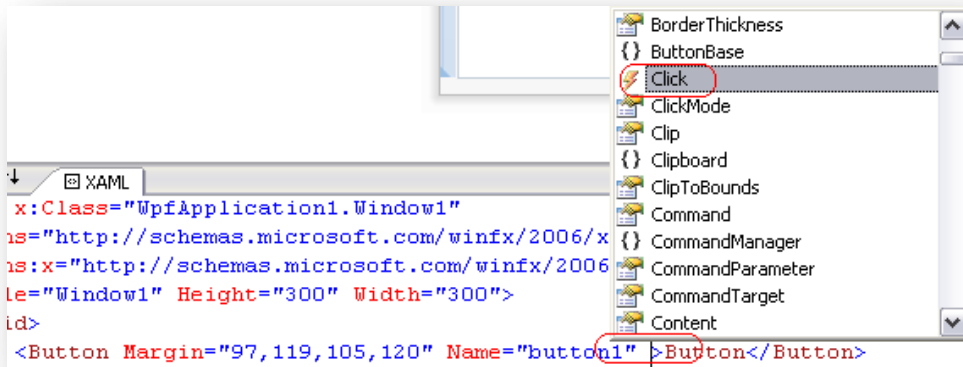 BorderThickness
{} ButtonBase
Click
ClickMode
Clip
{} Clipboard
ClipToBounds
Command
{} CommandManager
CommandParameter
CommandTarget
Content
XAML
x:Class="WpfApplication1.Window1"
ns="http://schemas.microsoft.com/winfx/2006/x
ns:x="http://schemas.microsoft.com/winfx/2006
le="Window1" Height="300" Width="300">
id>
<Button Margin="97,119,105,120" Name="button1" >Button</Button>